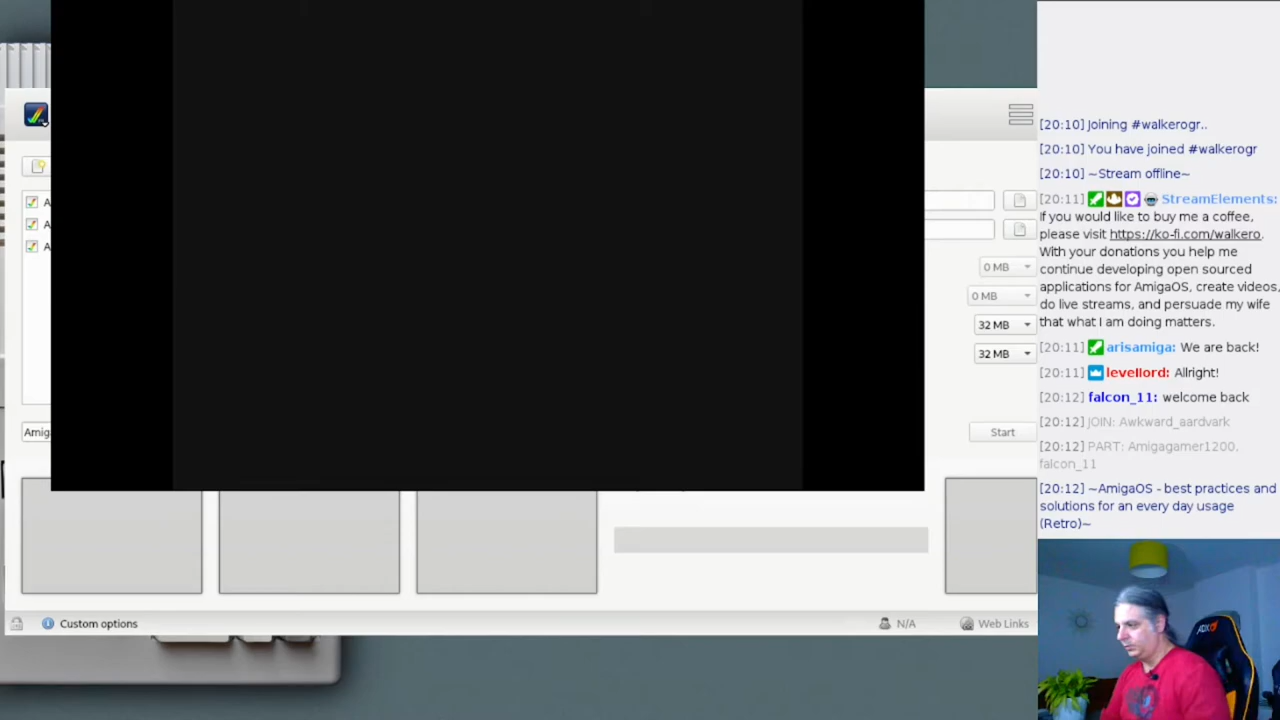 A
A
A
Amig
0 MB
0 MB
32 MB
32 MB
Start
Custom options
N/A
Web Links
[20:10] Joining #walkerogr..
[20:10] You have joined #walkerogr
[20:10] ~Stream offline~
[20:11] StreamElements:
If you would like to buy me a coffee,
please visit https://ko-fi.com/walkero.
With your donations you help me
continue developing open sourced
applications for AmigaOS, create videos,
do live streams, and persuade my wife
that what I am doing matters.
[20:11] arisamiga: We are back!
[20:11] levellord: Allright!
[20:12] falcon_11: welcome back
[20:12] JOIN: Awkward_aardvark
[20:12] PART: Amigagamer1200,
falcon_11
[20:12] ~AmigaOS - best practices and
solutions for an every day usage
(Retro)~